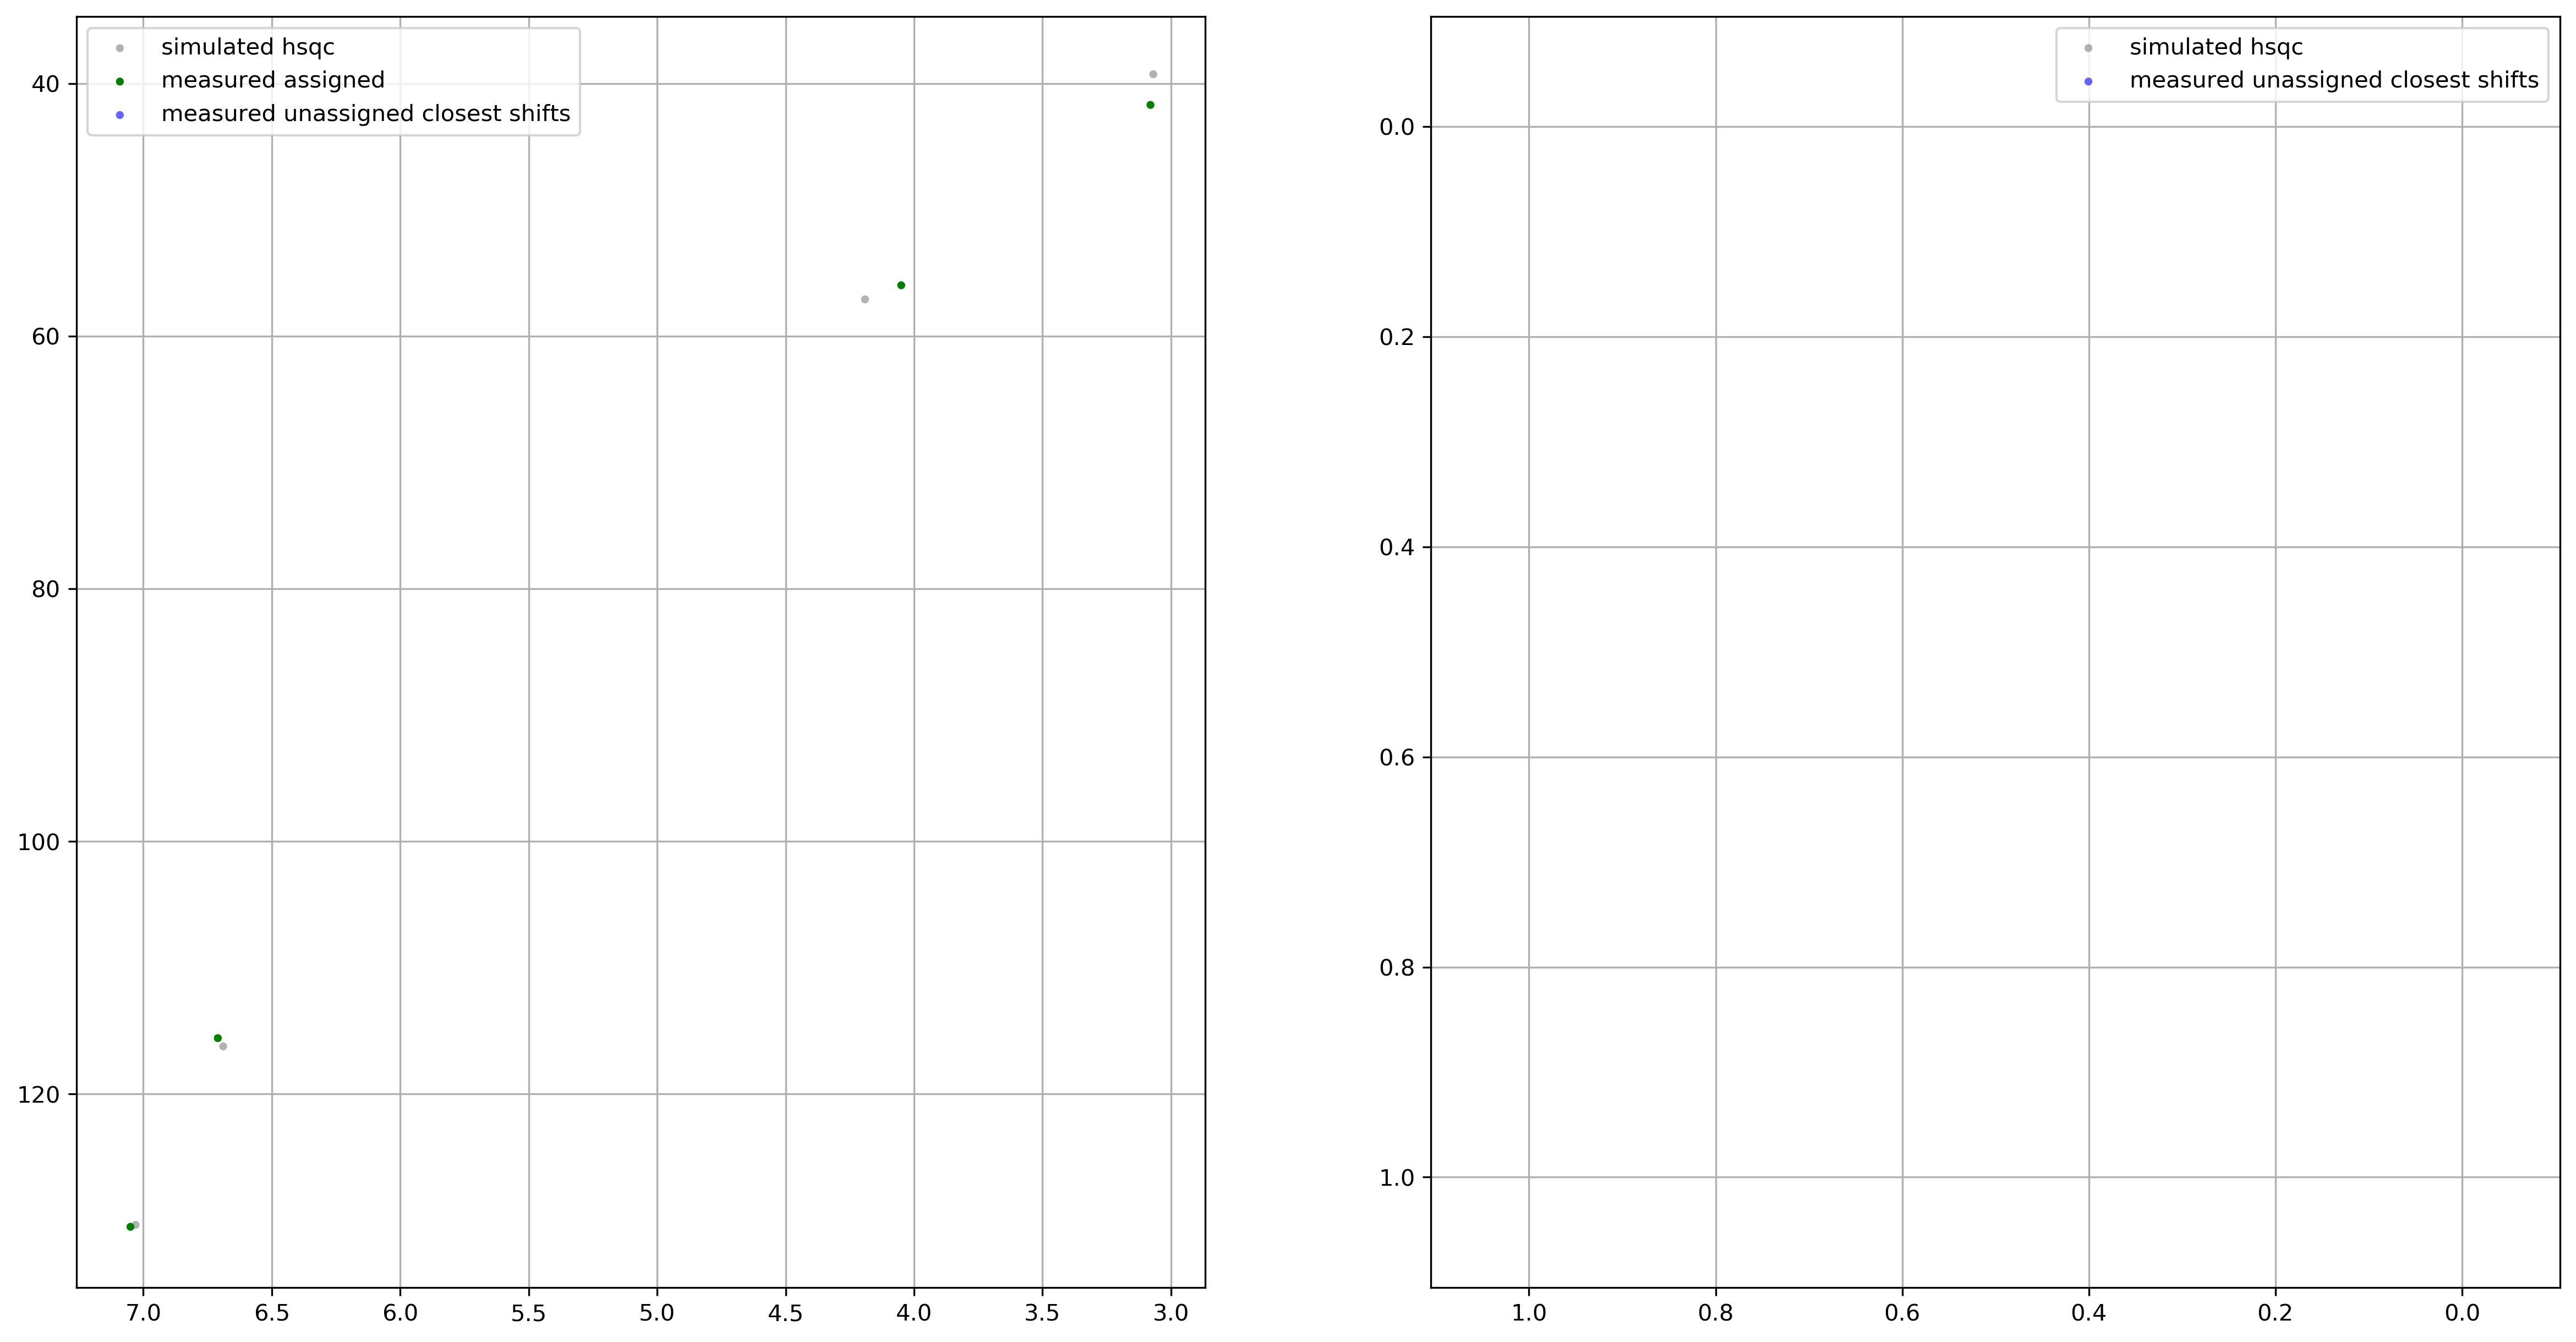 simulated hsqc
measured assigned
measured unassigned closest shifts
40
60
80
100
120
7.0 6.5 6.0 5.5 5.0 4.5 4.0 3.5 3.0
simulated hsqc
measured unassigned closest shifts
0.0
0.2
0.4
0.6
0.8
1.0
1.0 0.8 0.6 0.4 0.2 0.0